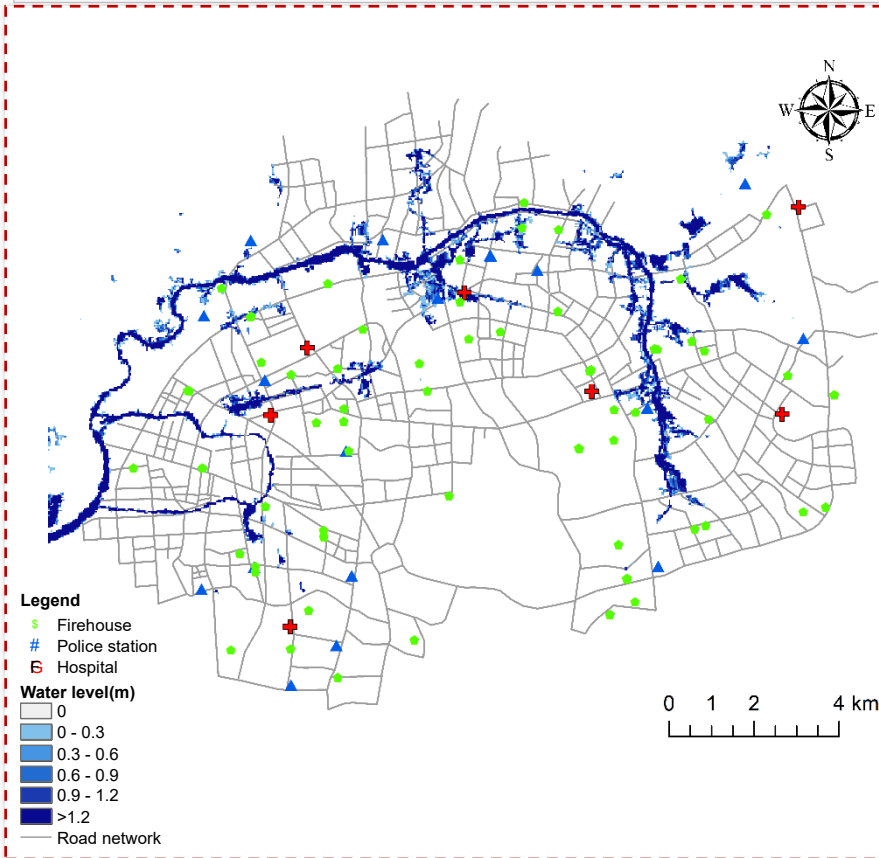 N
W E
S
Legend
$ Firehouse
# Police station
Hospital
Water level(m)
0
0 - 0.3
0.3 - 0.6
0.6 - 0.9
0.9 - 1.2
>1.2
Road network
0 1 2 4 km